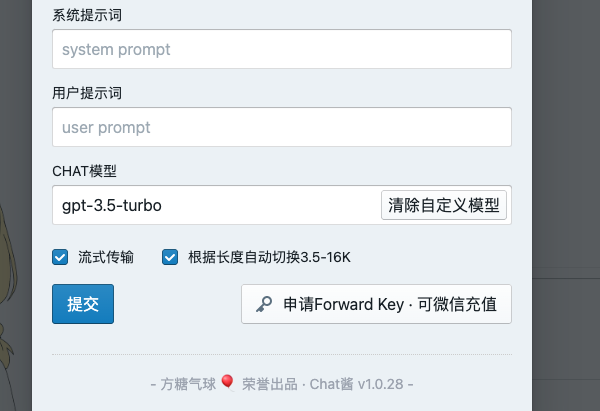 系统提示词
system prompt
用户提示词
user prompt
CHAT模型
gpt-3.5-turbo 清除自定义模型
流式传输 根据长度自动切换3.5-16K
提交 申请Forward Key · 可微信充值
- 方糖气球🎈 荣誉出品 · Chat酱 v1.0.28 -